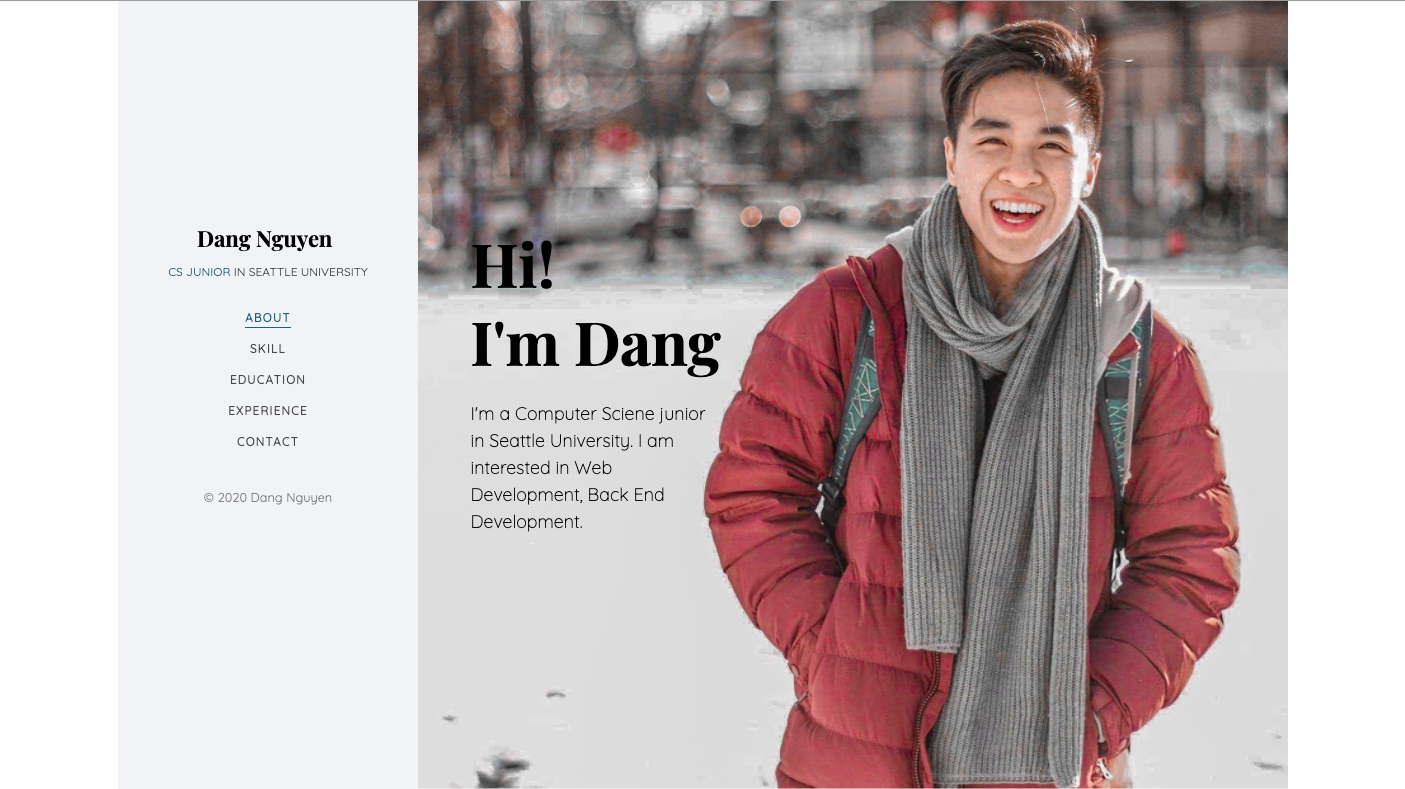 Dang Nguyen
CS JUNIOR IN SEATTLE UNIVERSITY
ABOUT
SKILL
EDUCATION
EXPERIENCE
CONTACT
© 2020 Dang Nguyen
Hi!
I'm Dang
I'm a Computer Sciene junior
in Seattle University. I am
interested in Web
Development, Back End
Development.